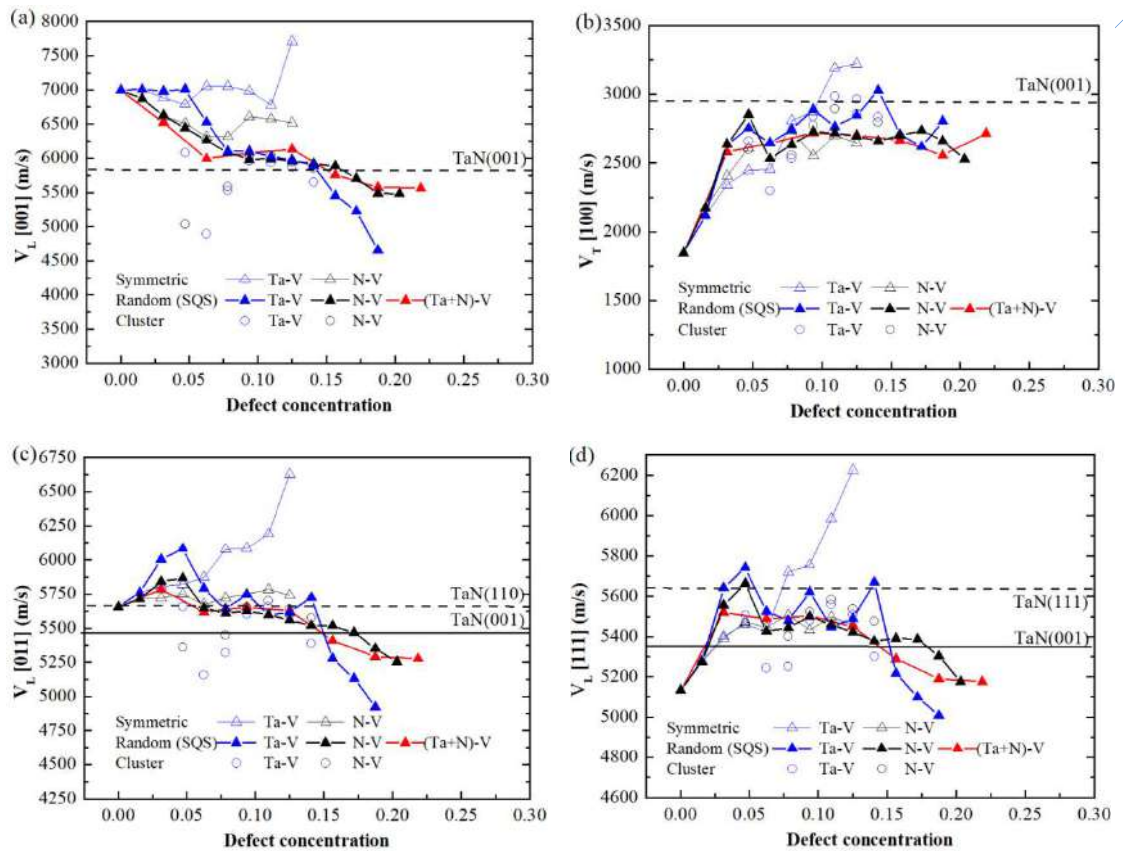 (a)
8000
7500
7000
6500
6000
5500
5000
4500
4000
3500
3000
V_L [001] (m/s)
TaN(001)
Symmetric Ta-V N-V
Random (SQS) Ta-V N-V (Ta+N)-V
Cluster Ta-V N-V
0.00 0.05 0.10 0.15 0.20 0.25 0.30
Defect concentration
(b)
3500
3000
2500
2000
1500
1000
V_T [100] (m/s)
TaN(001)
Symmetric Ta-V N-V
Random (SQS) Ta-V N-V (Ta+N)-V
Cluster Ta-V N-V
0.00 0.05 0.10 0.15 0.20 0.25 0.30
Defect concentration
(c)
6750
6500
6250
6000
5750
5500
5250
5000
4750
4500
4250
V_L [011] (m/s)
TaN(110)
TaN(001)
Symmetric Ta-V N-V
Random (SQS) Ta-V N-V (Ta+N)-V
Cluster Ta-V N-V
0.00 0.05 0.10 0.15 0.20 0.25 0.30
Defect concentration
(d)
6200
6000
5800
5600
5400
5200
5000
4800
4600
V_L [111] (m/s)
TaN(111)
TaN(001)
Symmetric Ta-V N-V
Random (SQS) Ta-V N-V (Ta+N)-V
Cluster Ta-V N-V
0.00 0.05 0.10 0.15 0.20 0.25 0.30
Defect concentration